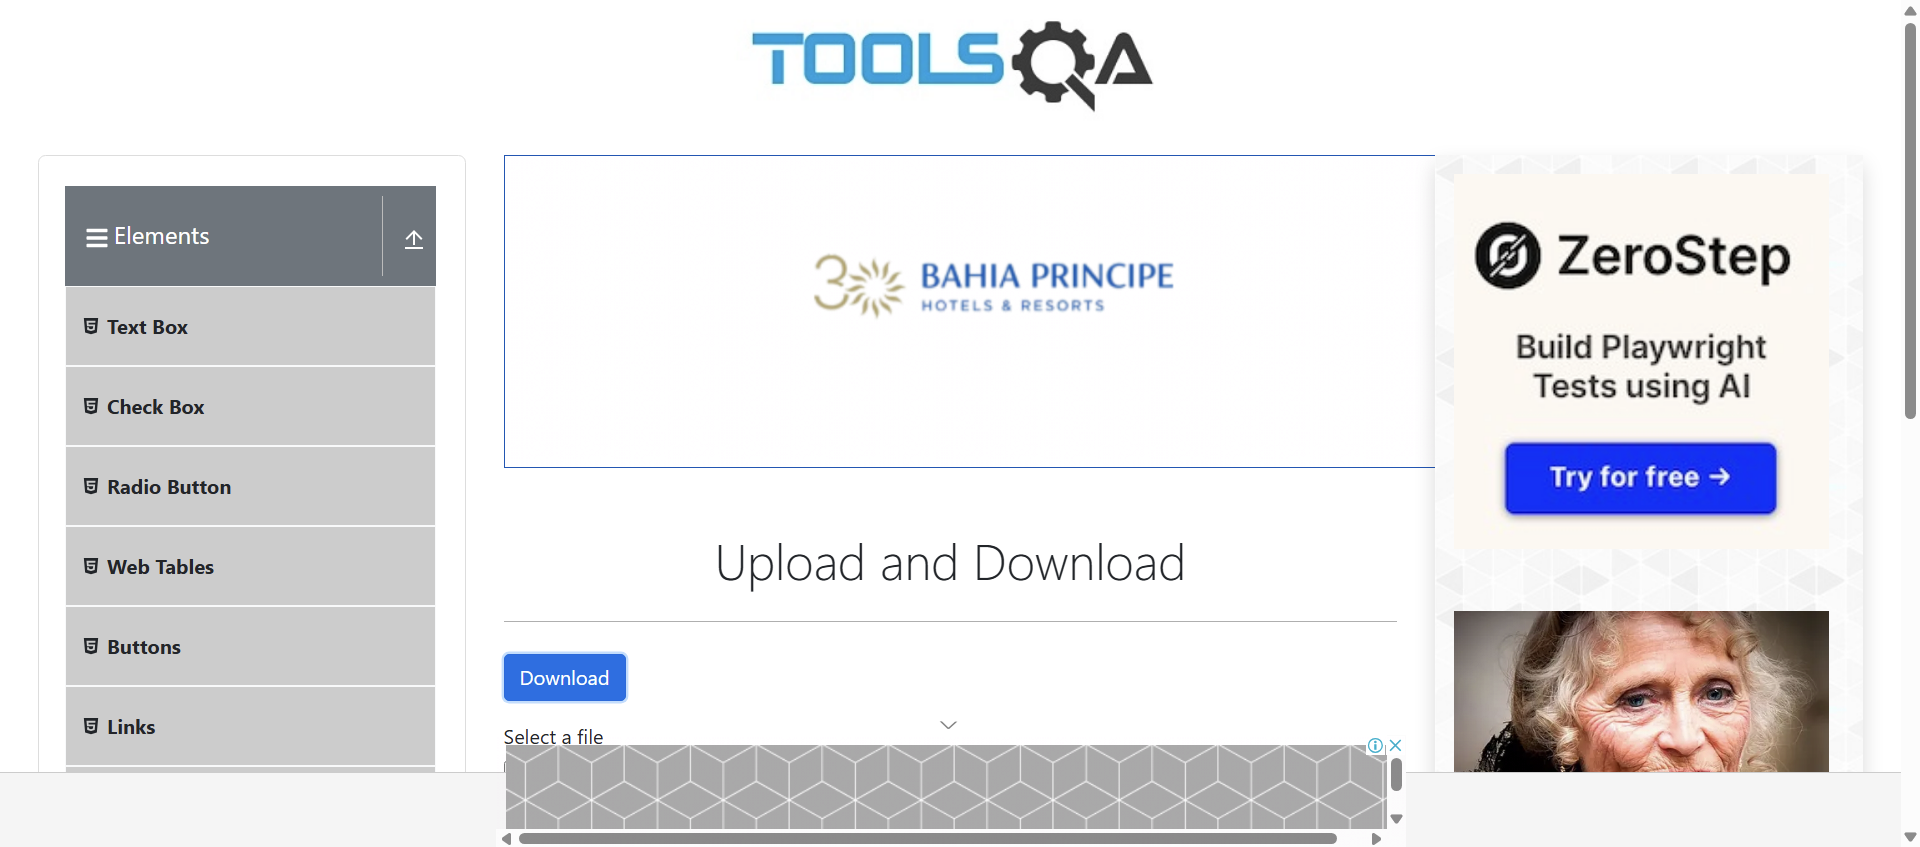 TOOLSQA
Elements
Text Box
Check Box
Radio Button
Web Tables
Buttons
Links
30 BAHIA PRINCIPE
HOTELS & RESORTS
Upload and Download
Download
Select a file
ZeroStep
Build Playwright
Tests using AI
Try for free →